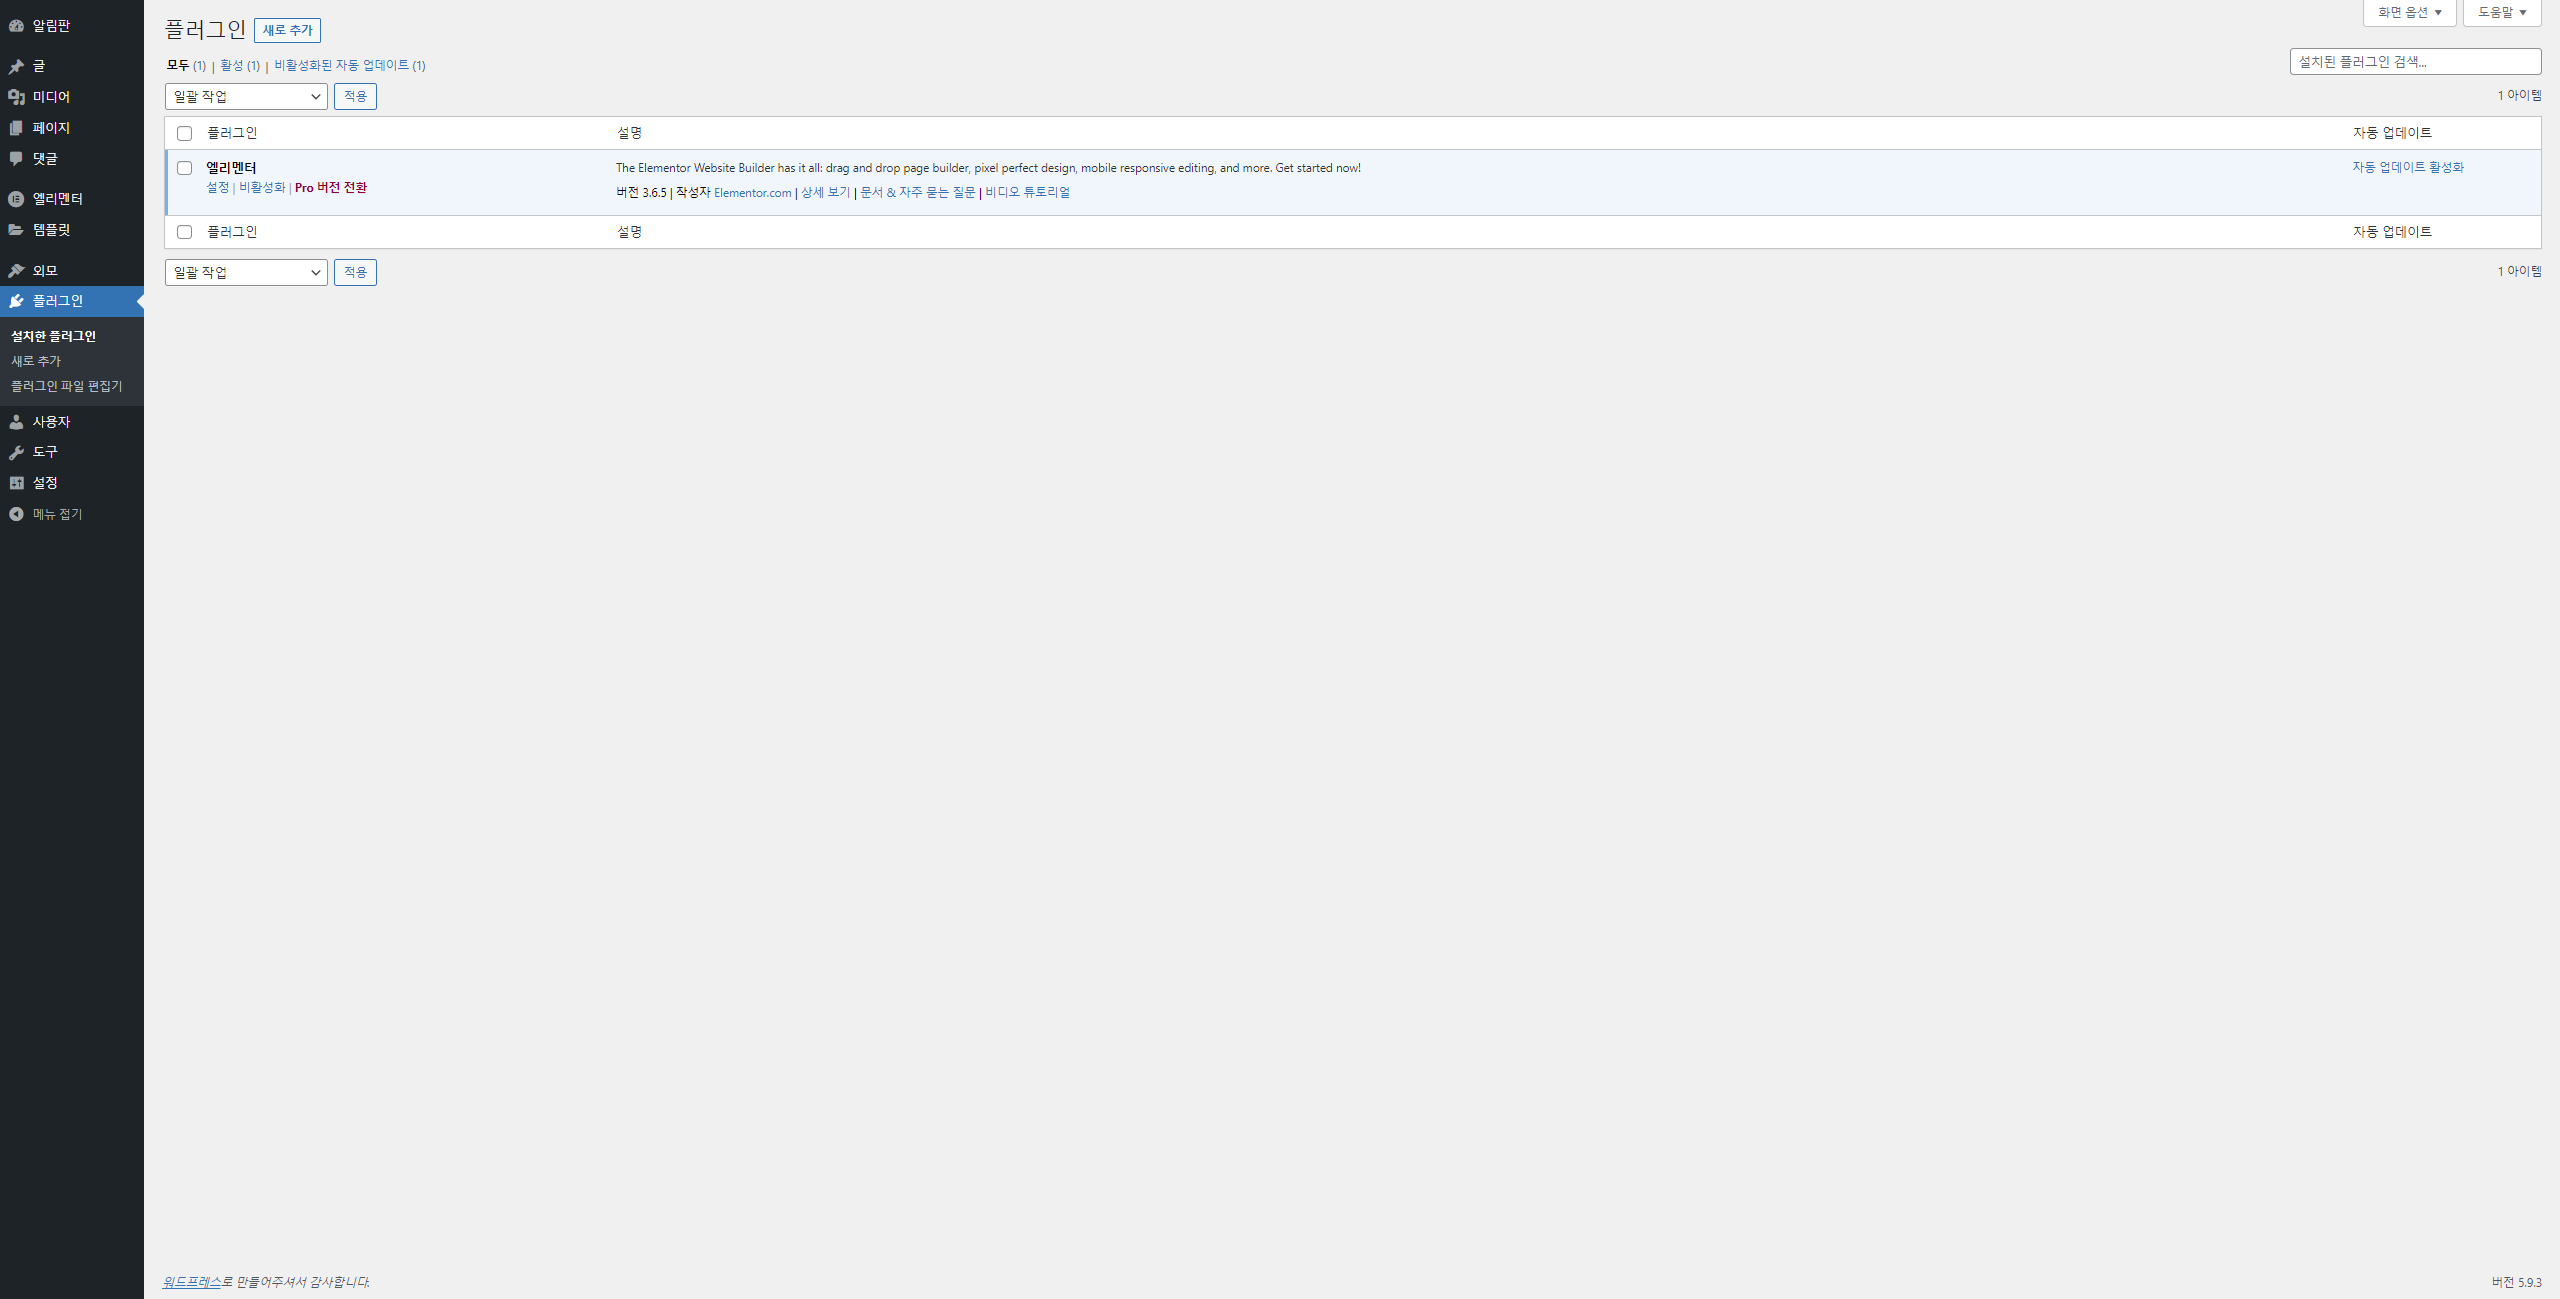 알림판
글
미디어
페이지
댓글
엘리멘터
템플릿
외모
플러그인
설치한 플러그인
새로 추가
플러그인 파일 편집기
사용자
도구
설정
메뉴 접기
플러그인 새로 추가
화면 옵션 도움말
모두 (1) | 활성 (1) | 비활성화된 자동 업데이트 (1)
설치된 플러그인 검색...
일괄 작업 적용 1 아이템
플러그인 설명 자동 업데이트
엘리멘터 The Elementor Website Builder has it all: drag and drop page builder, pixel perfect design, mobile responsive editing, and more. Get started now! 자동 업데이트 활성화
설정 | 비활성화 | Pro 버전 전환 버전 3.6.5 | 작성자 Elementor.com | 상세 보기 | 문서 & 자주 묻는 질문 | 비디오 튜토리얼
플러그인 설명 자동 업데이트
일괄 작업 적용 1 아이템
워드프레스로 만들어주셔서 감사합니다. 버전 5.9.3